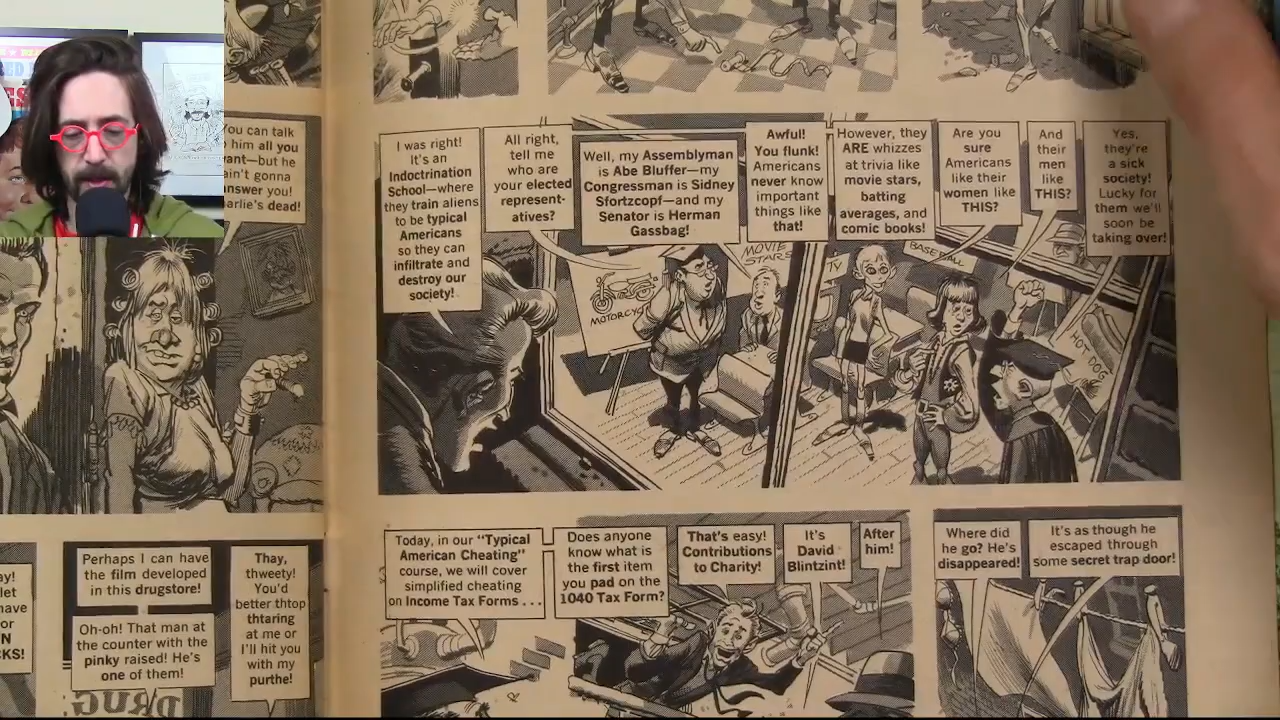 You can talk
him all you
want—but he
ain't gonna
answer you!
Charlie's dead!
I was right!
It's an
Indoctrination
School—where
they train aliens
to be typical
Americans
so they can
infiltrate and
destroy our
society!
All right,
tell me
who are
your elected
represent-
atives?
Well, my Assemblyman
is Abe Bluffer—my
Congressman is Sidney
Sfortzcopf—and my
Senator is Herman
Gassbag!
Awful!
You flunk!
Americans
never know
important
things like
that!
However, they
ARE whizzes
at trivia like
movie stars,
batting
averages, and
comic books!
Are you
sure
Americans
like their
women like
THIS?
And
their
men
like
THIS?
Yes,
they're
a sick
society!
Lucky for
them we'll
soon be
taking over!
MOTORCYC
MOVIE
STARS
TV
BASEBALL
HOT DOGS
Perhaps I can
have the
the film developed
in this drugstore!
Oh-oh! That man at
the counter with the
pinky raised! He's
one of them!
Thay,
thweety!
You'd
better thtop
thtaring
at me or
I'll hit you
with my
purthe!
DRUG
Today, in our "Typical
American Cheating"
course, we will cover
simplified cheating
on Income Tax Forms . . .
Does anyone
know what is
the first item
you pad on the
1040 Tax Form?
That's easy!
Contributions
to Charity!
It's
David
Blintzint!
After
him!
Where did
he go? He's
disappeared!
It's as though he
escaped through
some secret trap door!